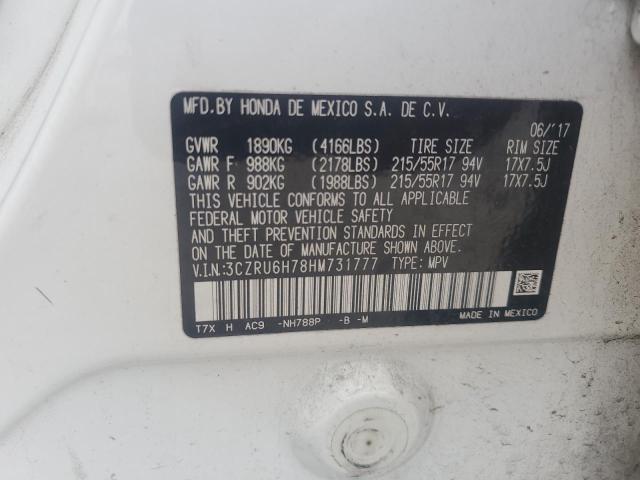 MFD.BY HONDA DE MEXICO S.A. DE C.V.
06/'17
GVWR 1890KG (4166LBS) TIRE SIZE RIM SIZE
GAWR F 988KG (2178LBS) 215/55R17 94V 17X7.5J
GAWR R 902KG (1988LBS) 215/55R17 94V 17X7.5J
THIS VEHICLE CONFORMS TO ALL APPLICABLE
FEDERAL MOTOR VEHICLE SAFETY
AND THEFT PREVENTION STANDARDS IN EFFECT
ON THE DATE OF MANUFACTURE SHOWN ABOVE.
V.I.N.:3CZRU6H78HM731777 TYPE: MPV
T7X H AC9 -NH788P -B -M
MADE IN MEXICO